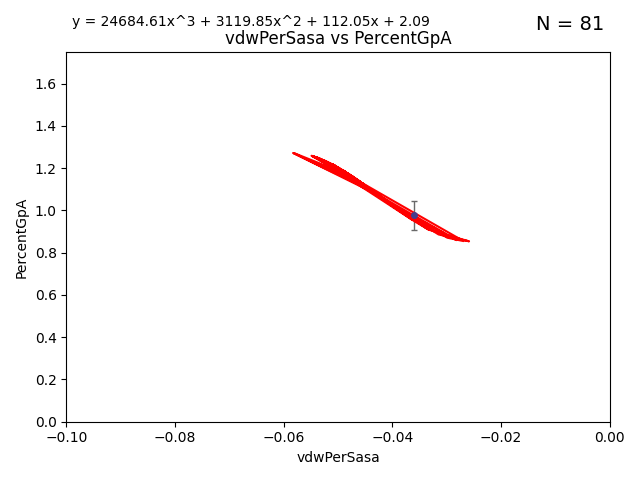 y = 24684.61x^3 + 3119.85x^2 + 112.05x + 2.09
N = 81
vdwPerSasa vs PercentGpA
1.6
1.4
1.2
1.0
0.8
0.6
0.4
0.2
0.0
PercentGpA
−0.10 −0.08 −0.06 −0.04 −0.02 0.00
vdwPerSasa